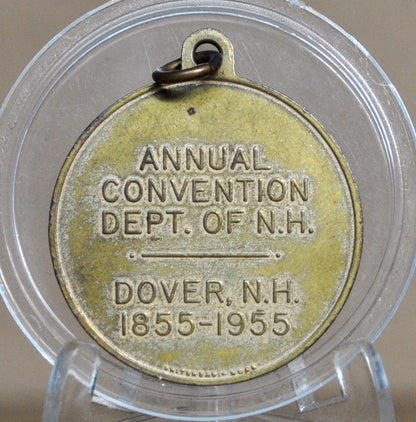 ANNUAL
CONVENTION
DEPT. OF N.H.
DOVER, N.H.
1855-1955